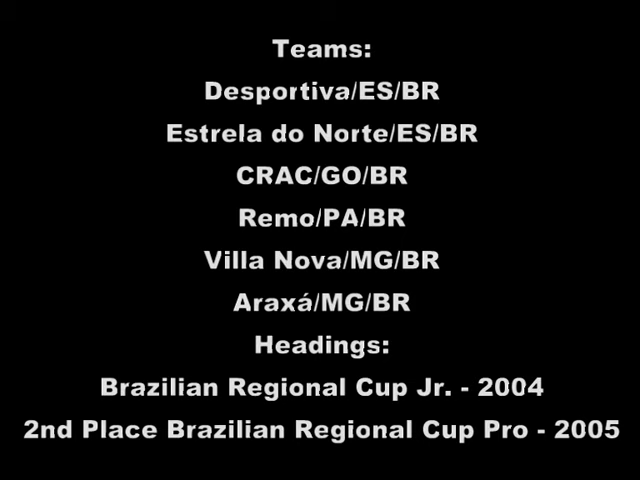 Teams:
Desportiva/ES/BR
Estrela do Norte/ES/BR
CRAC/GO/BR
Remo/PA/BR
Villa Nova/MG/BR
Araxá/MG/BR
Headings:
Brazilian Regional Cup Jr. - 2004
2nd Place Brazilian Regional Cup Pro - 2005